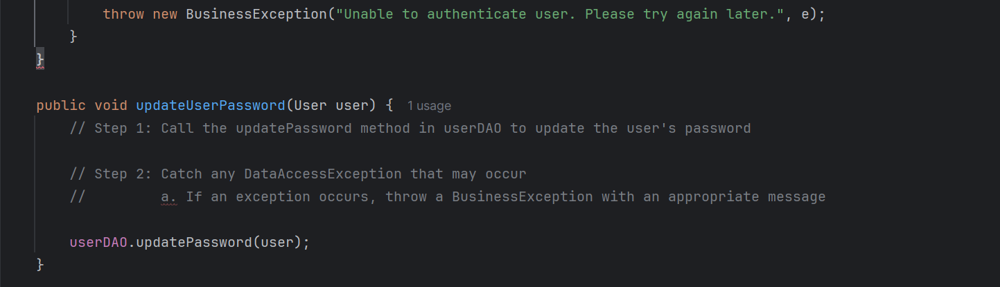 throw new BusinessException("Unable to authenticate user. Please try again later.", e);
}
}
public void updateUserPassword(User user) { 1 usage
// Step 1: Call the updatePassword method in userDAO to update the user's password
// Step 2: Catch any DataAccessException that may occur
// a. If an exception occurs, throw a BusinessException with an appropriate message
userDAO.updatePassword(user);
}